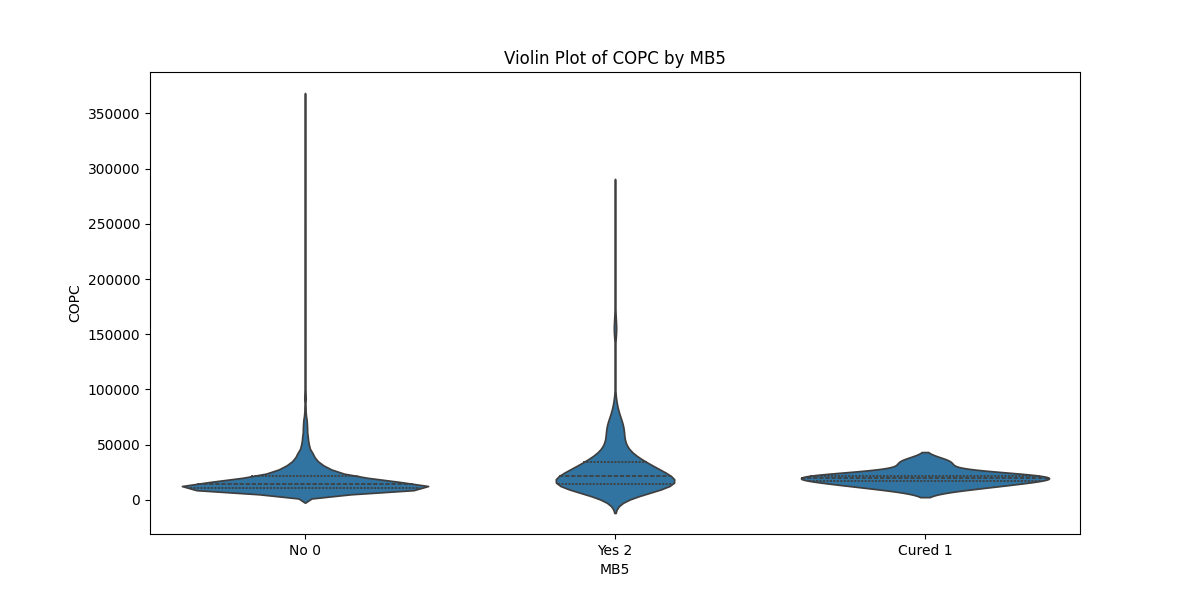 Violin Plot of COPC by MB5
COPC
350000
300000
250000
200000
150000
100000
50000
0
No 0
Yes 2
Cured 1
MB5